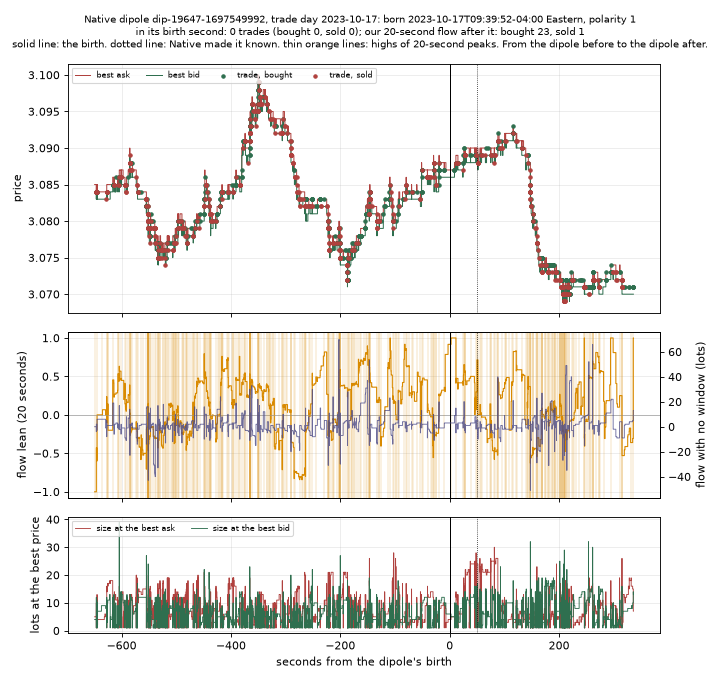 Native dipole dip-19647-1697549992, trade day 2023-10-17: born 2023-10-17T09:39:52-04:00 Eastern, polarity 1
in its birth second: 0 trades (bought 0, sold 0); our 20-second flow after it: bought 23, sold 1
solid line: the birth. dotted line: Native made it known. thin orange lines: highs of 20-second peaks. From the dipole before to the dipole after.
best ask
best bid
trade, bought
trade, sold
3.100
3.095
3.090
3.085
3.080
3.075
3.070
price
1.0
0.5
0.0
−0.5
−1.0
flow lean (20 seconds)
60
40
20
0
−20
−40
flow with no window (lots)
size at the best ask
size at the best bid
40
30
20
10
0
lots at the best price
−600
−400
−200
0
200
seconds from the dipole's birth